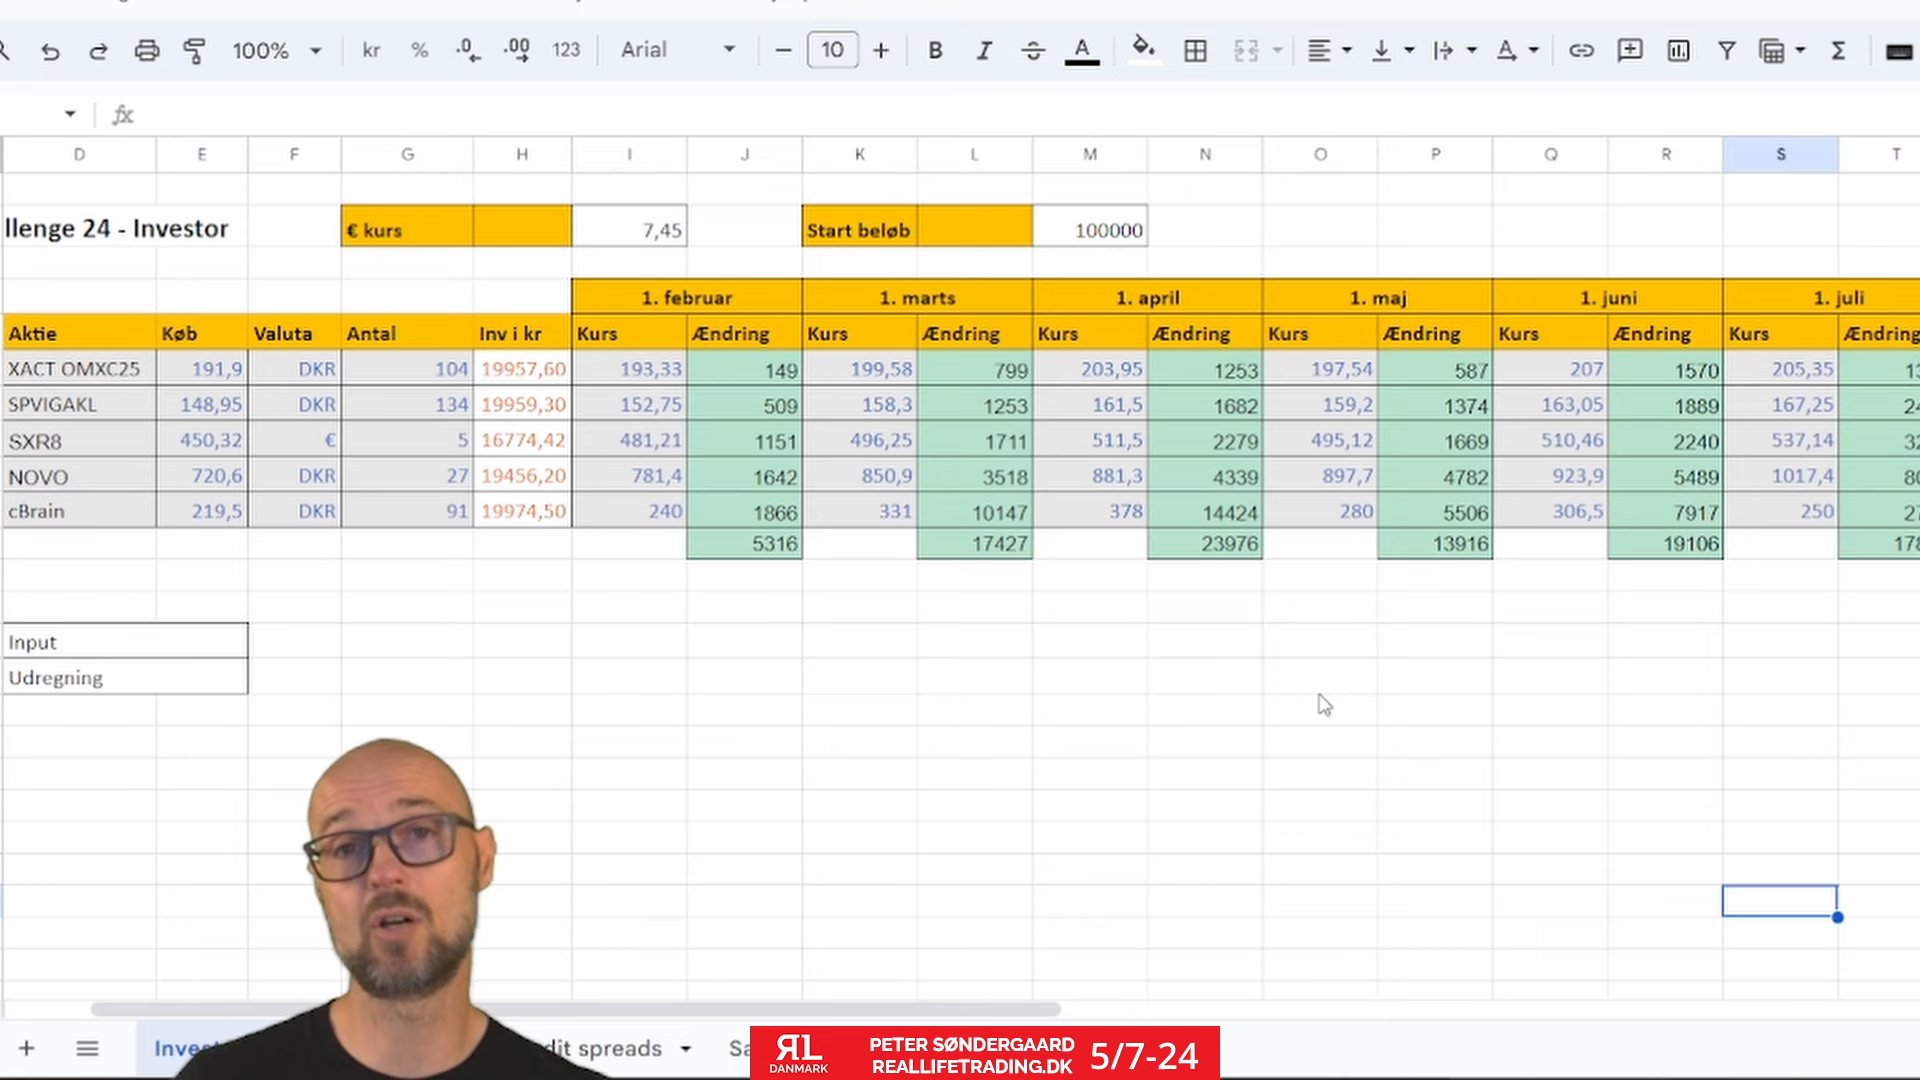 100% kr % .0 .00 123 Arial 10 B I A A
fx
D E F G H I J K L M N O P Q R S T
llenge 24 - Investor € kurs 7,45 Start beløb 100000
1. februar 1. marts 1. april 1. maj 1. juni 1. juli
Aktie Køb Valuta Antal Inv i kr Kurs Ændring Kurs Ændring Kurs Ændring Kurs Ændring Kurs Ændring Kurs Ændring
XACT OMXC25 191,9 DKR 104 19957,60 193,33 149 199,58 799 203,95 1253 197,54 587 207 1570 205,35
SPVIGAKL 148,95 DKR 134 19959,30 152,75 509 158,3 1253 161,5 1682 159,2 1374 163,05 1889 167,25
SXR8 450,32 € 5 16774,42 481,21 1151 496,25 1711 511,5 2279 495,12 1669 510,46 2240 537,14
NOVO 720,6 DKR 27 19456,20 781,4 1642 850,9 3518 881,3 4339 897,7 4782 923,9 5489 1017,4
cBrain 219,5 DKR 91 19974,50 240 1866 331 10147 378 14424 280 5506 306,5 7917 250
5316 17427 23976 13916 19106
Input
Udregning
dit spreads
RL
DANMARK
PETER SØNDERGAARD
REALLIFETRADING.DK
5/7-24